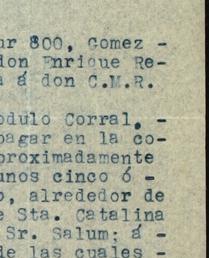 ur 800, Gomez -
don Enrique Re-
a á don C.M.R.
odulo Corral, -
pagar en la co-
proximadamente
unos cinco ó -
o, alrededor de
e Sta. Catalina
Sr. Salum; á -
de las cuales -